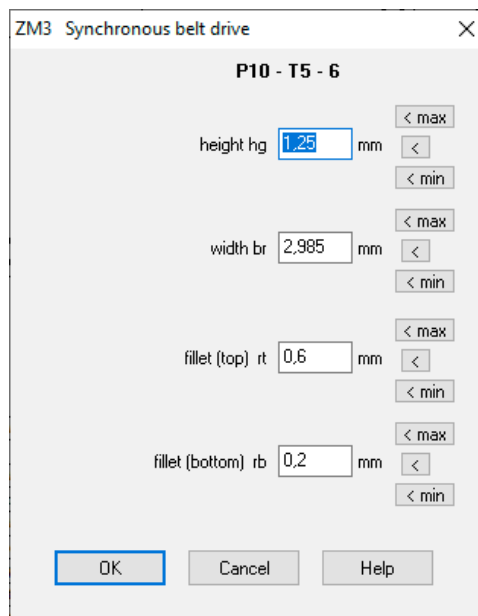 ZM3 Synchronous belt drive
P10 - T5 - 6
< max
height hg 1,25 mm <
< min
< max
width br 2,985 mm <
< min
< max
fillet (top) rt 0,6 mm <
< min
< max
fillet (bottom) rb 0,2 mm <
< min
OK Cancel Help